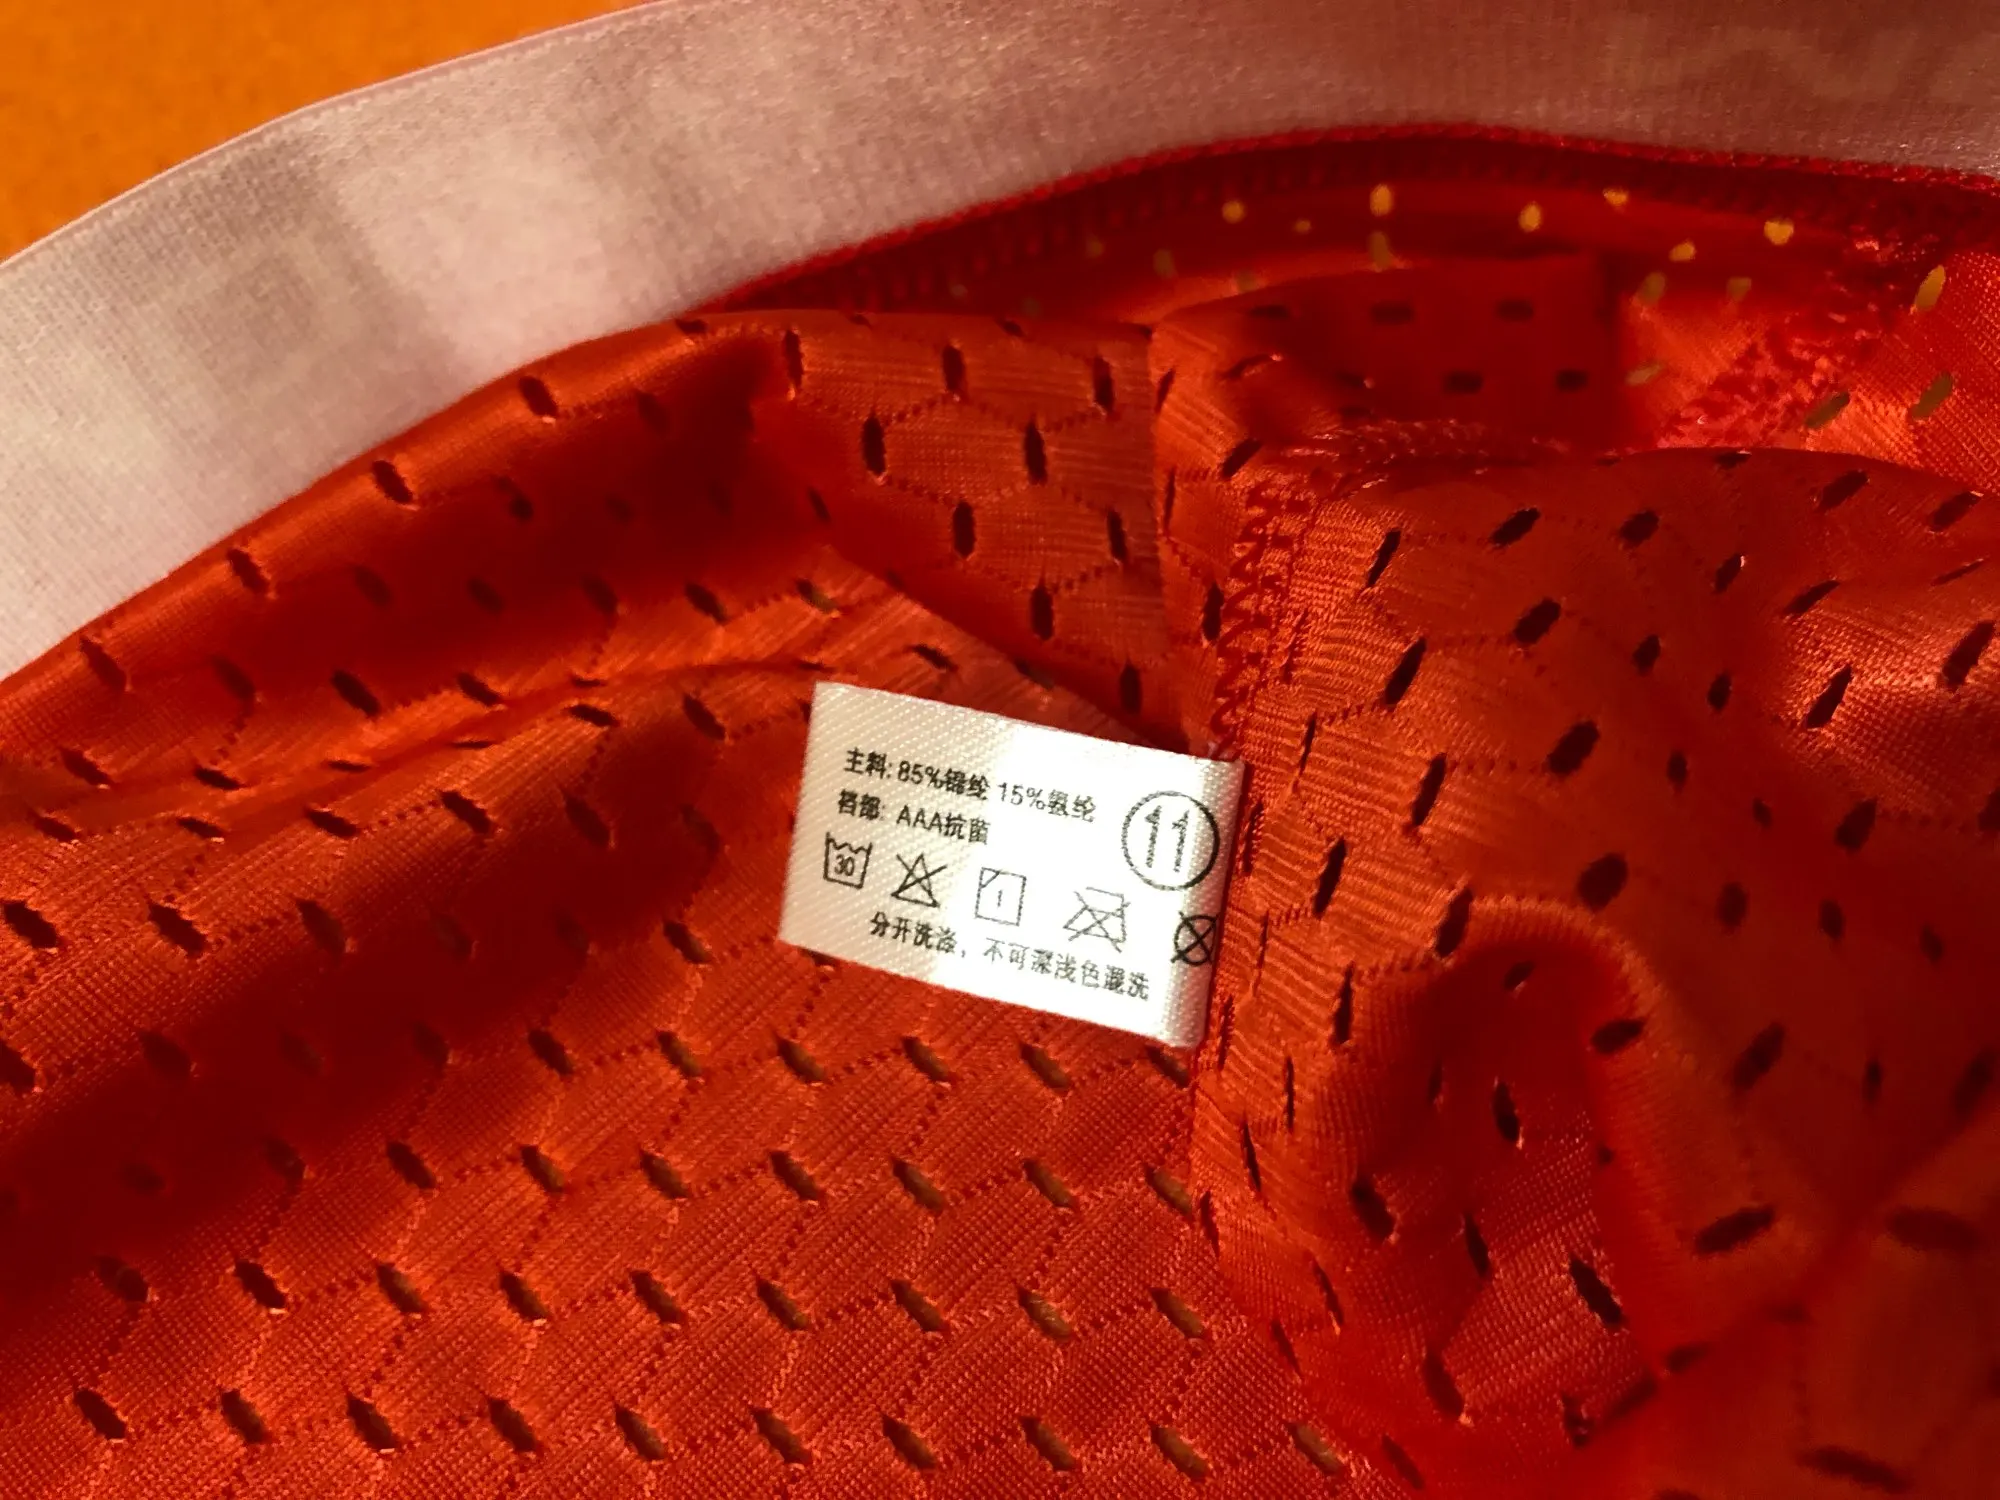 主料: 85%锦纶 15%氨纶
裆部: AAA抗菌
11
30
1
分开洗涤，不可深浅色混洗